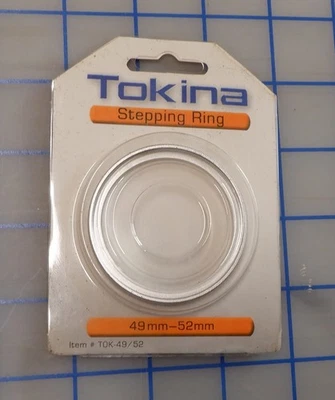 Tokina
Stepping Ring
49mm-52mm
Item # TOK-49/52